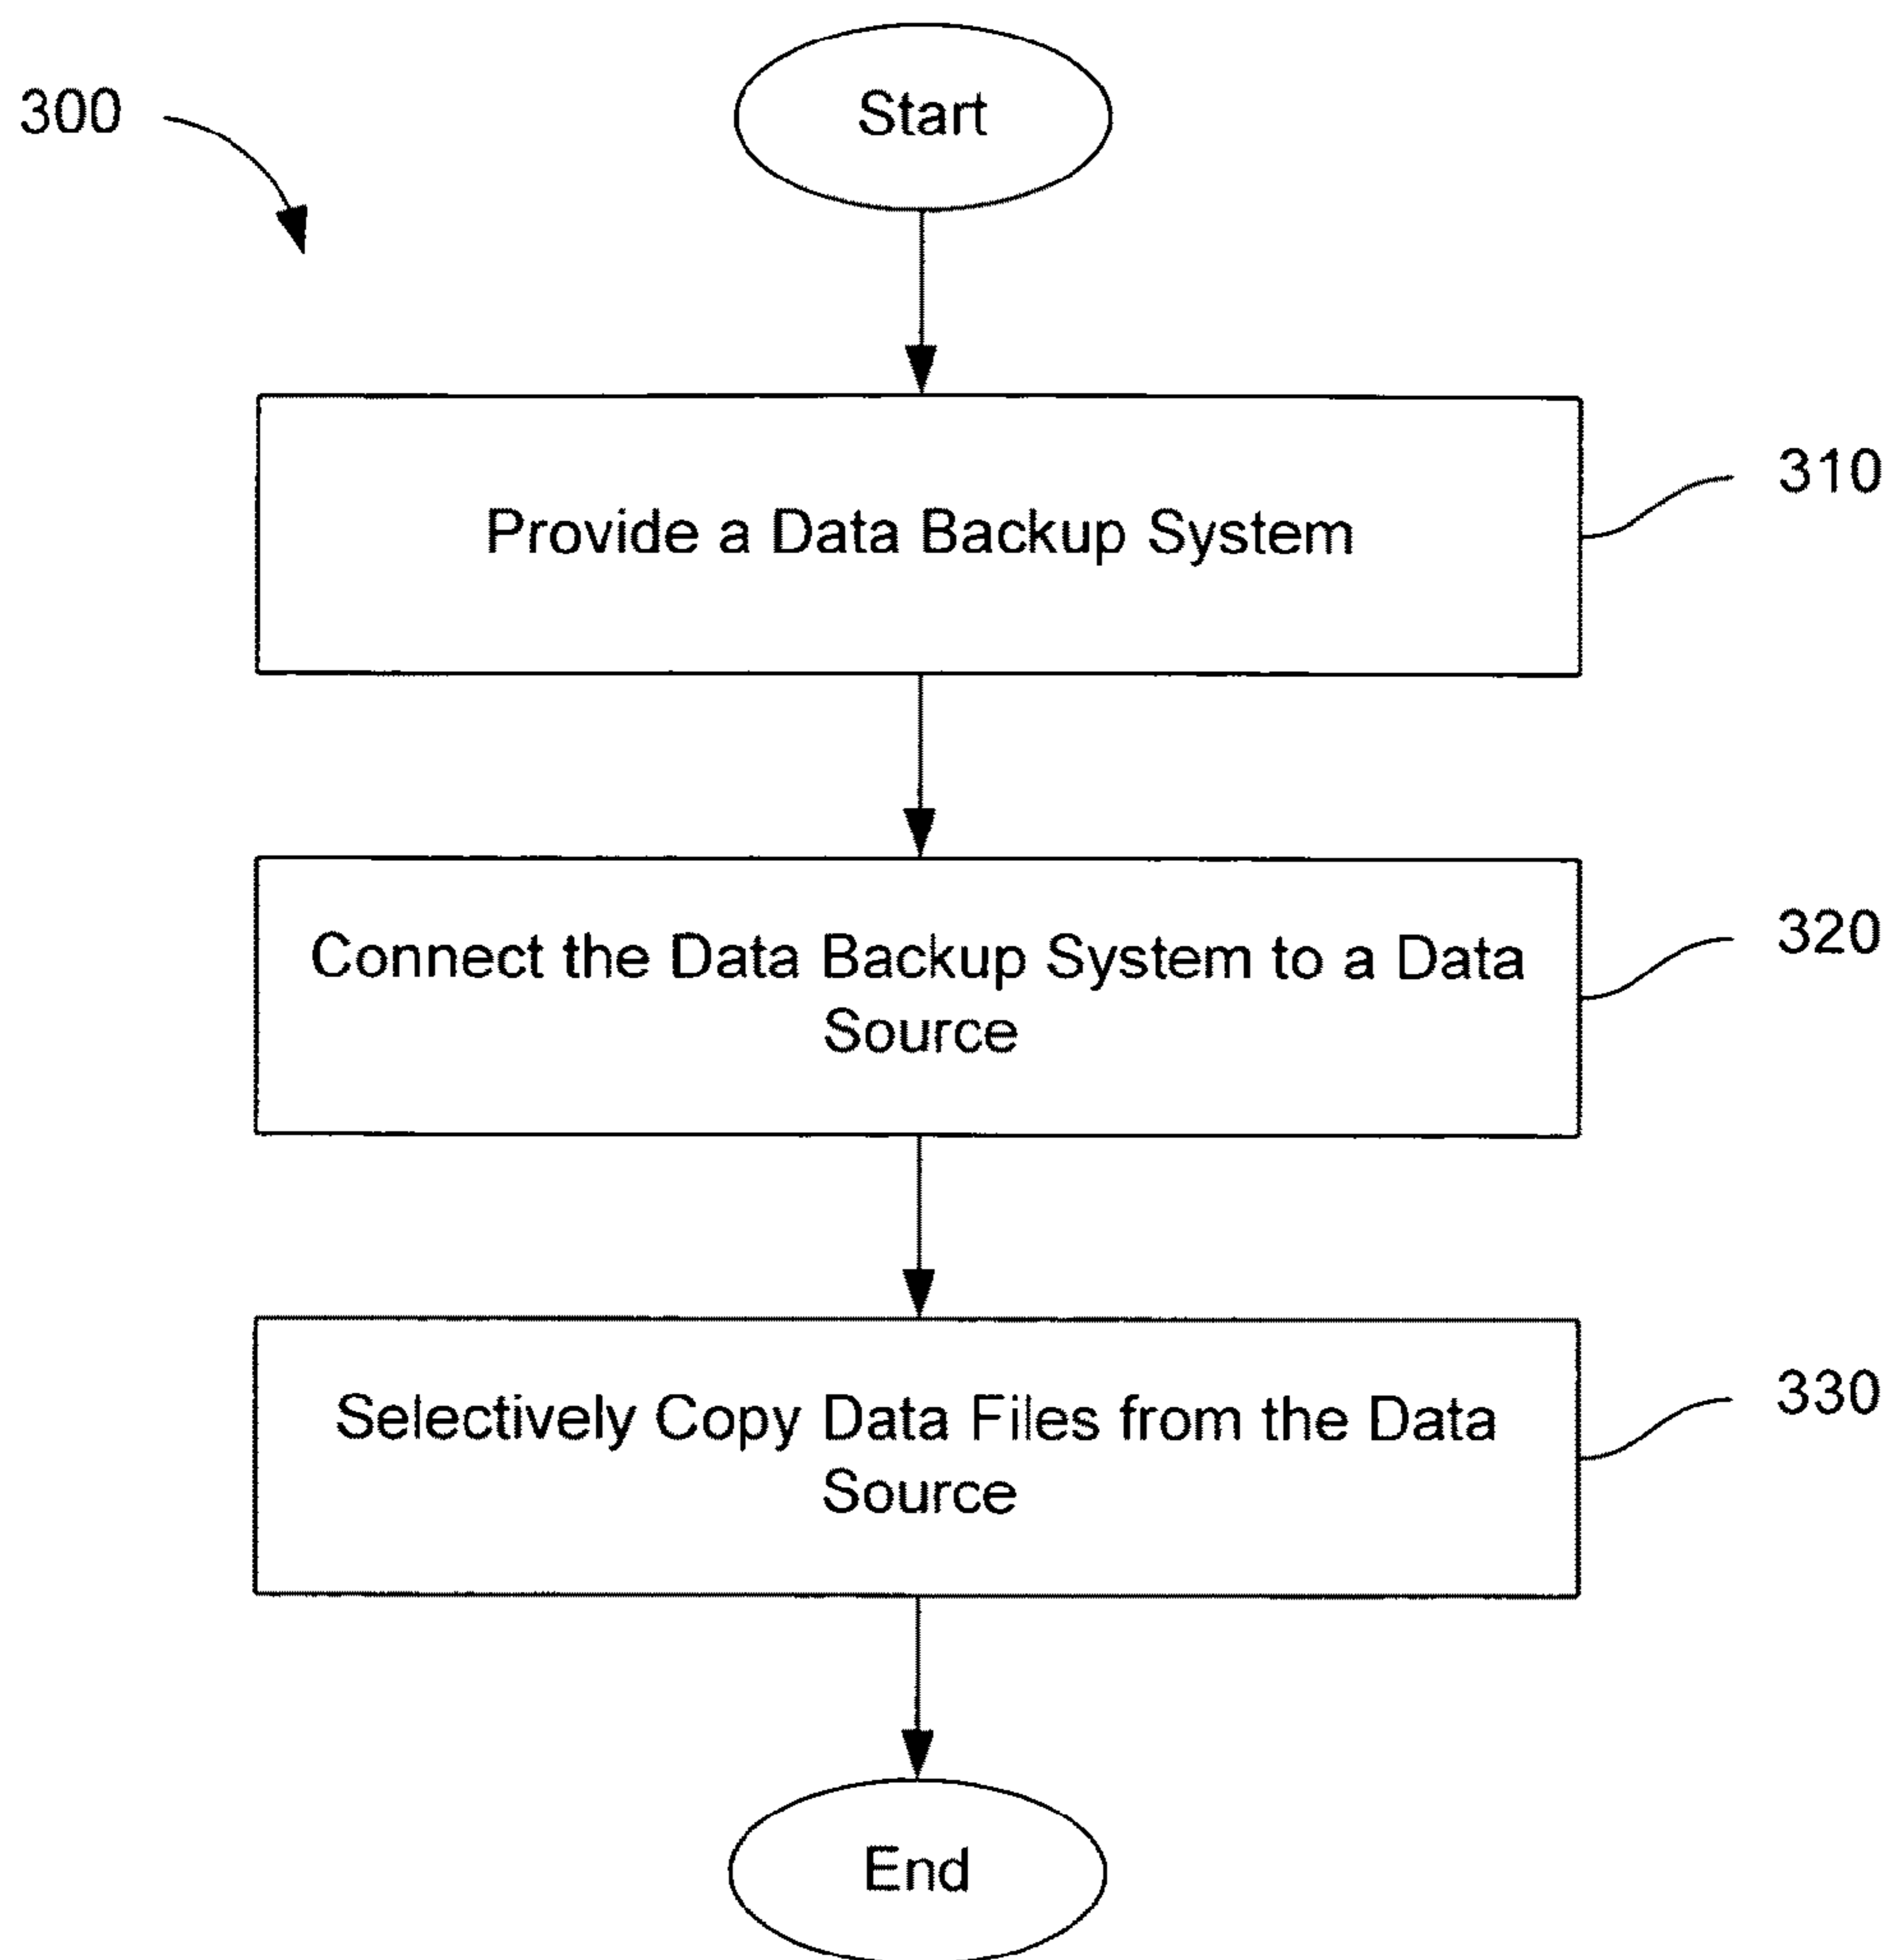 300
Start
Provide a Data Backup System
310
Connect the Data Backup System to a Data
Source
320
Selectively Copy Data Files from the Data
Source
330
End